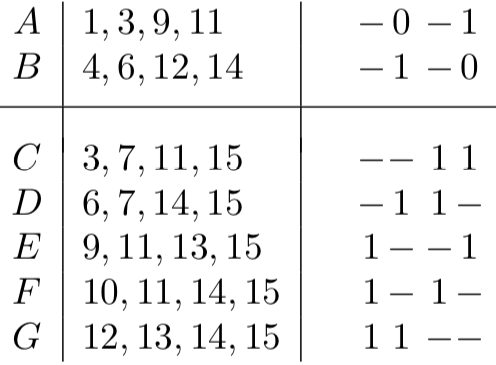 A 1, 3, 9, 11 − 0 − 1
B 4, 6, 12, 14 − 1 − 0
C 3, 7, 11, 15 − − 1 1
D 6, 7, 14, 15 − 1 1 −
E 9, 11, 13, 15 1 − − 1
F 10, 11, 14, 15 1 − 1 −
G 12, 13, 14, 15 1 1 − −